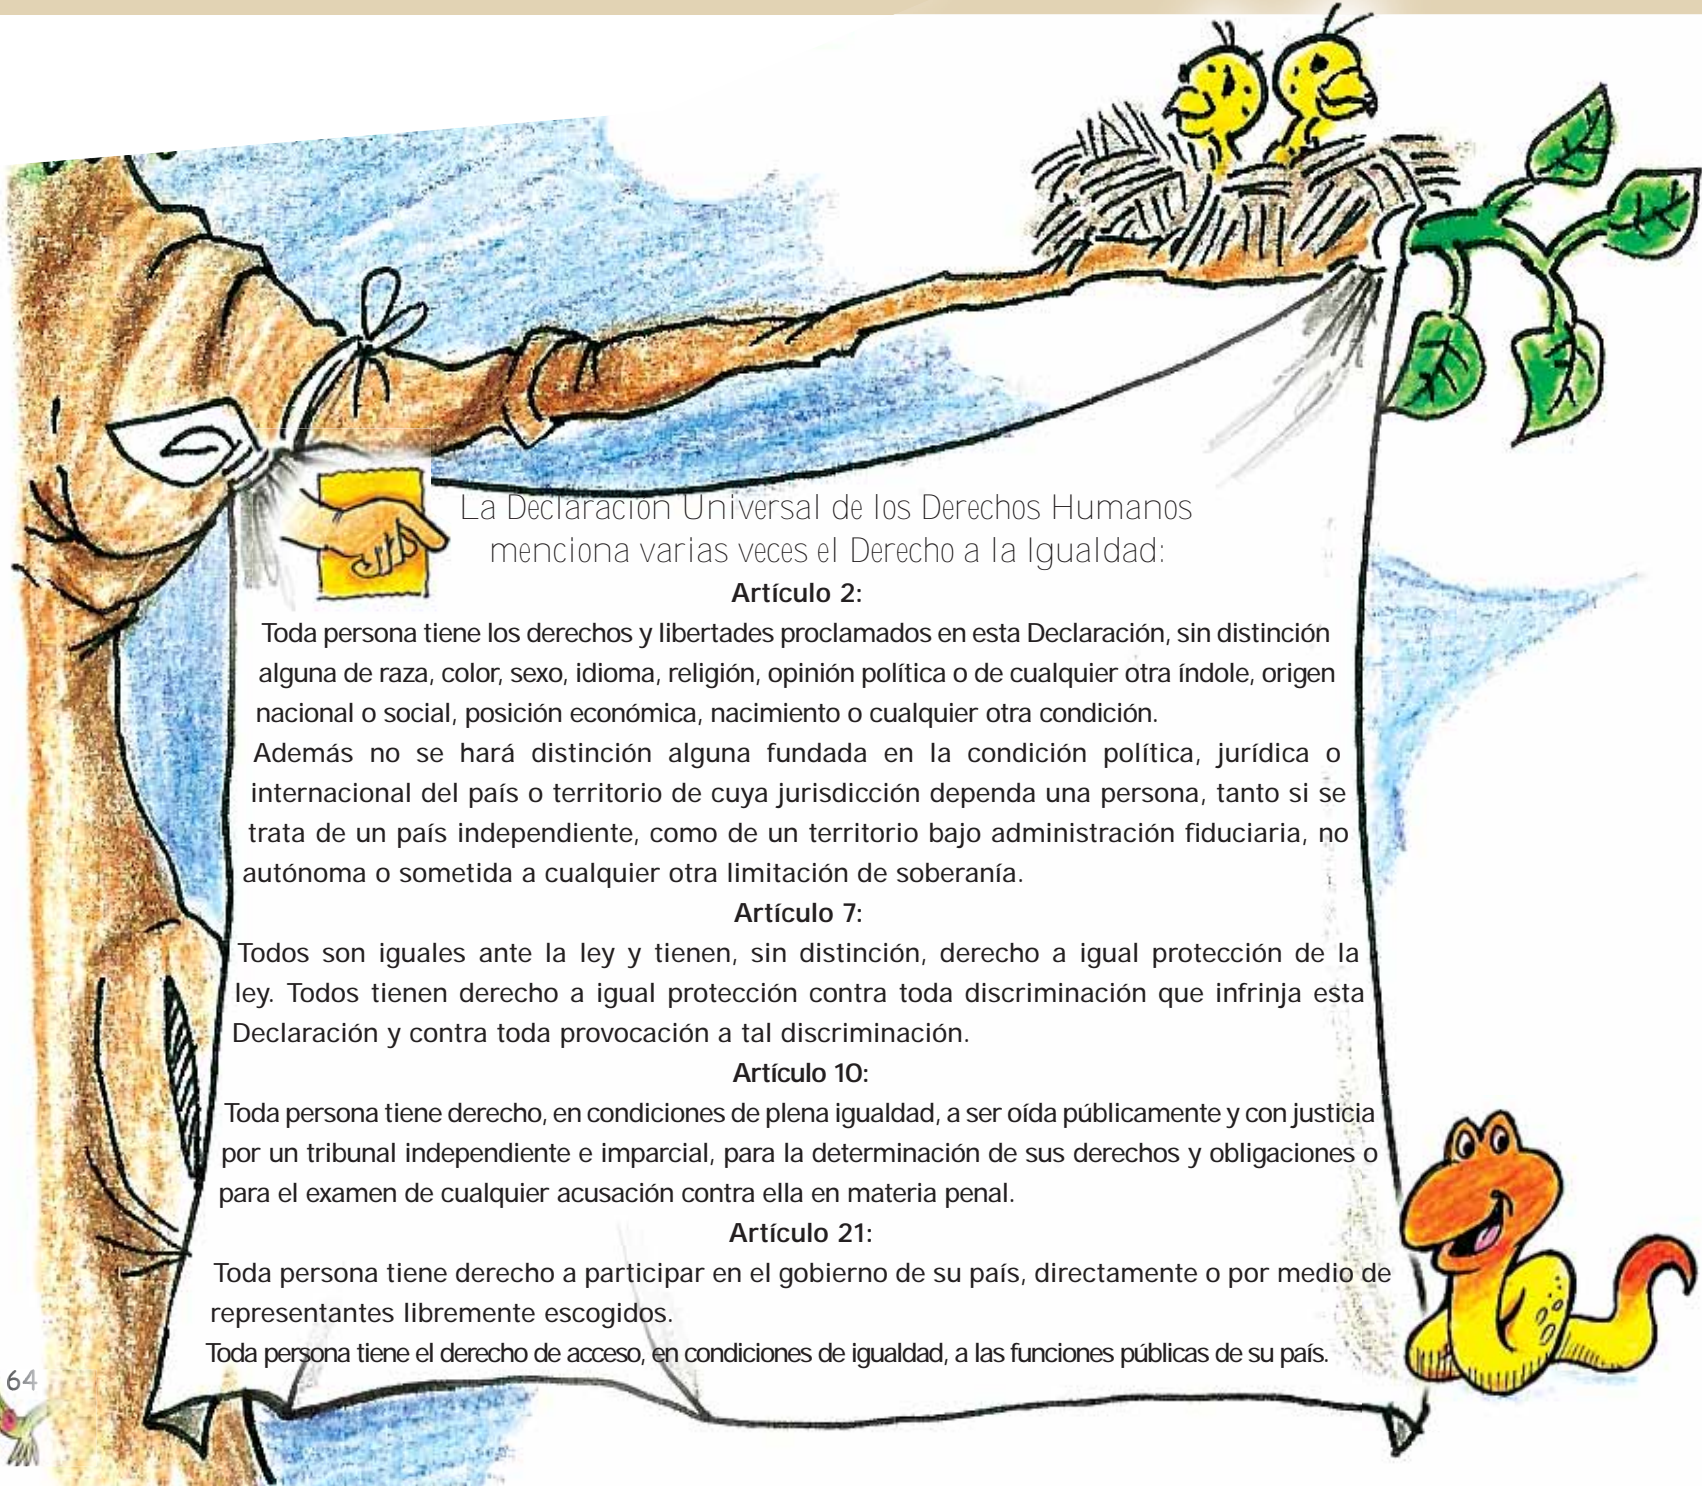 La Declaración Universal de los Derechos Humanos
menciona varias veces el Derecho a la Igualdad:
Artículo 2:
Toda persona tiene los derechos y libertades proclamados en esta Declaración, sin distinción
alguna de raza, color, sexo, idioma, religión, opinión política o de cualquier otra índole, origen
nacional o social, posición económica, nacimiento o cualquier otra condición.
Además no se hará distinción alguna fundada en la condición política, jurídica o
internacional del país o territorio de cuya jurisdicción dependa una persona, tanto si se
trata de un país independiente, como de un territorio bajo administración fiduciaria, no
autónoma o sometida a cualquier otra limitación de soberanía.
Artículo 7:
Todos son iguales ante la ley y tienen, sin distinción, derecho a igual protección de la
ley. Todos tienen derecho a igual protección contra toda discriminación que infrinja esta
Declaración y contra toda provocación a tal discriminación.
Artículo 10:
Toda persona tiene derecho, en condiciones de plena igualdad, a ser oída públicamente y con justicia
por un tribunal independiente e imparcial, para la determinación de sus derechos y obligaciones o
para el examen de cualquier acusación contra ella en materia penal.
Artículo 21:
Toda persona tiene derecho a participar en el gobierno de su país, directamente o por medio de
representantes libremente escogidos.
Toda persona tiene el derecho de acceso, en condiciones de igualdad, a las funciones públicas de su país.
64